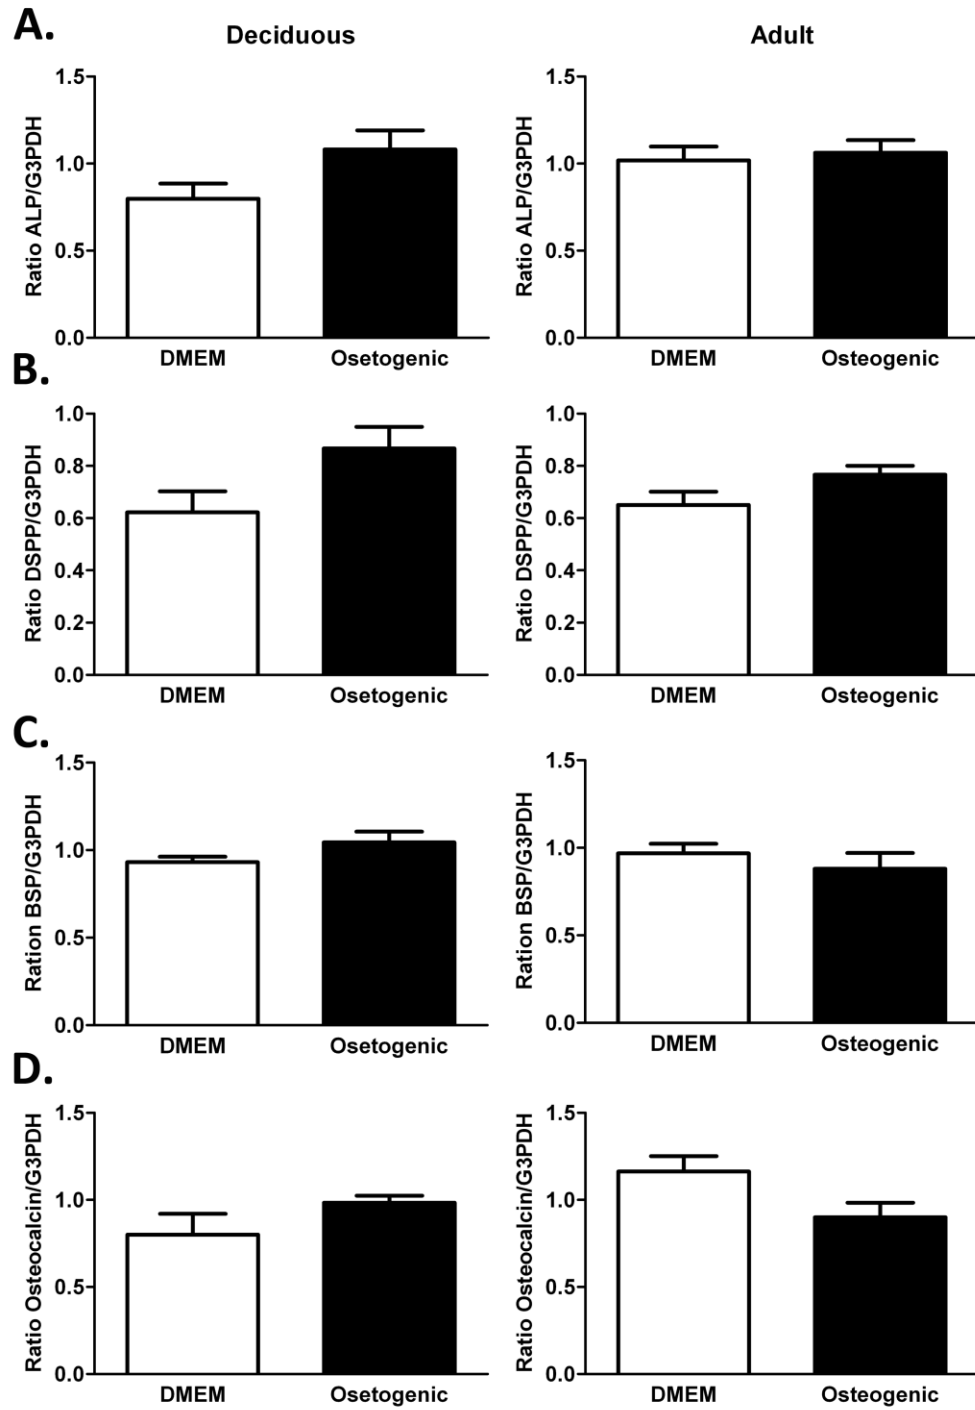 A.
Deciduous
Adult
Ratio ALP/G3PDH
1.5
1.0
0.5
0.0
DMEM
Osetogenic
Ratio ALP/G3PDH
1.5
1.0
0.5
0.0
DMEM
Osteogenic
B.
Ratio DSPP/G3PDH
1.0
0.8
0.6
0.4
0.2
0.0
DMEM
Osetogenic
Ratio DSPP/G3PDH
1.0
0.8
0.6
0.4
0.2
0.0
DMEM
Osteogenic
C.
Ration BSP/G3PDH
1.5
1.0
0.5
0.0
DMEM
Osetogenic
Ration BSP/G3PDH
1.5
1.0
0.5
0.0
DMEM
Osteogenic
D.
Ratio Osteocalcin/G3PDH
1.5
1.0
0.5
0.0
DMEM
Osetogenic
Ratio Osteocalcin/G3PDH
1.5
1.0
0.5
0.0
DMEM
Osteogenic